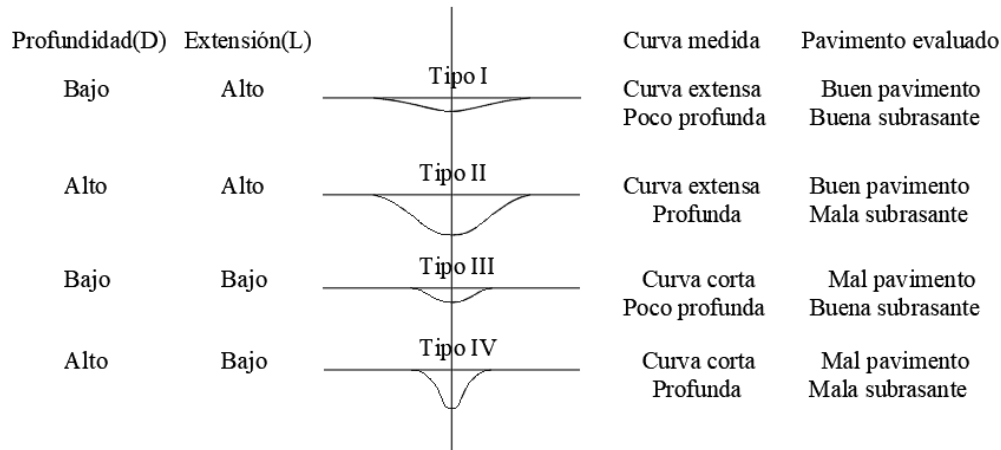 Profundidad(D) Extensión(L) Curva medida Pavimento evaluado
Tipo I
Bajo Alto Curva extensa Buen pavimento
Poco profunda Buena subrasante
Tipo II
Alto Alto Curva extensa Buen pavimento
Profunda Mala subrasante
Tipo III
Bajo Bajo Curva corta Mal pavimento
Poco profunda Buena subrasante
Tipo IV
Alto Bajo Curva corta Mal pavimento
Profunda Mala subrasante